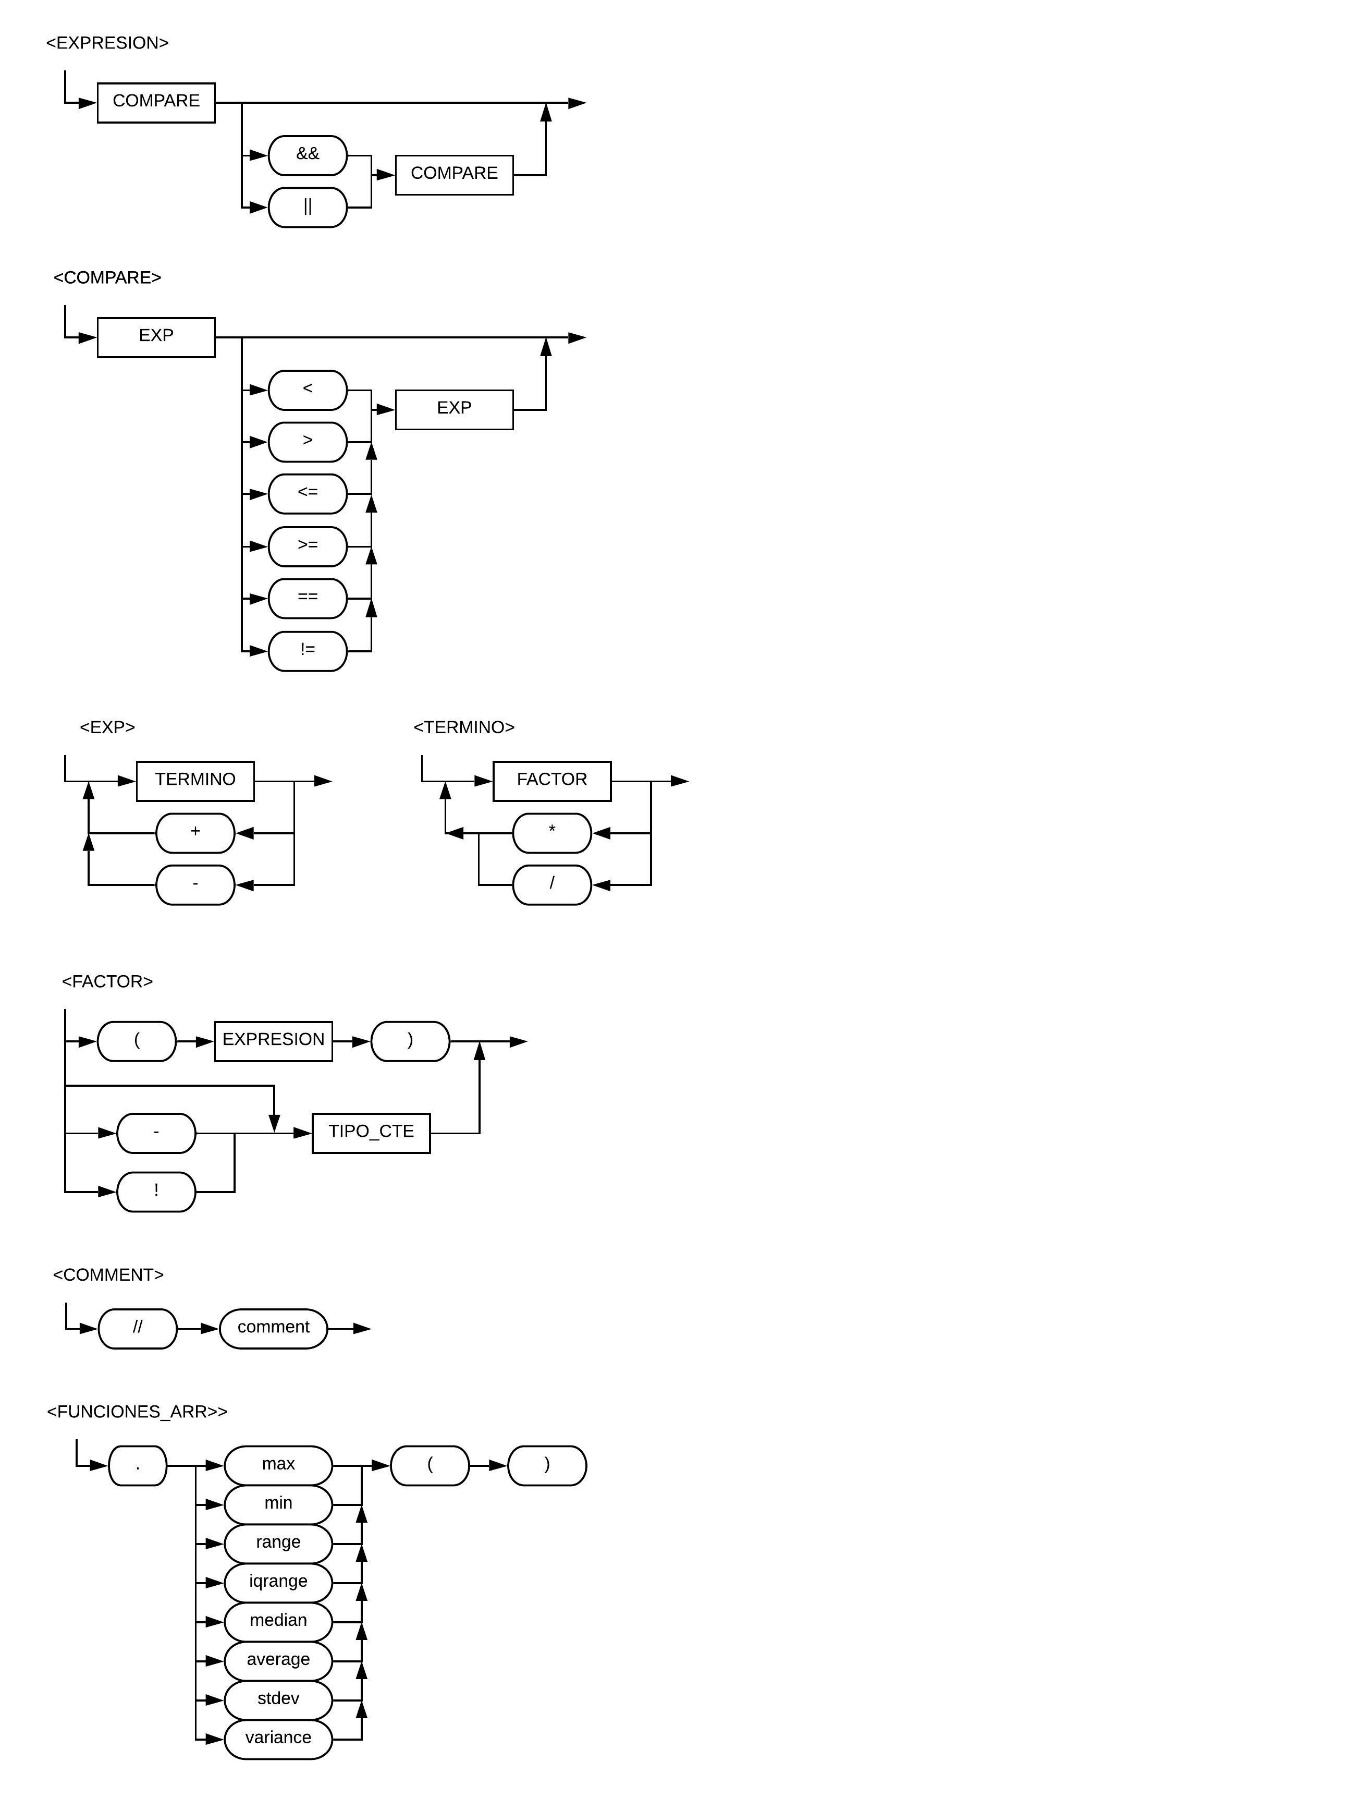 <EXPRESION>
COMPARE
&&
COMPARE
||
<COMPARE>
EXP
<
EXP
>
<=
>=
==
!=
<EXP>
TERMINO
+
-
<TERMINO>
FACTOR
*
/
<FACTOR>
(
EXPRESION
)
-
TIPO_CTE
!
<COMMENT>
//
comment
<FUNCIONES_ARR>>
.
max
(
)
min
range
iqrange
median
average
stdev
variance